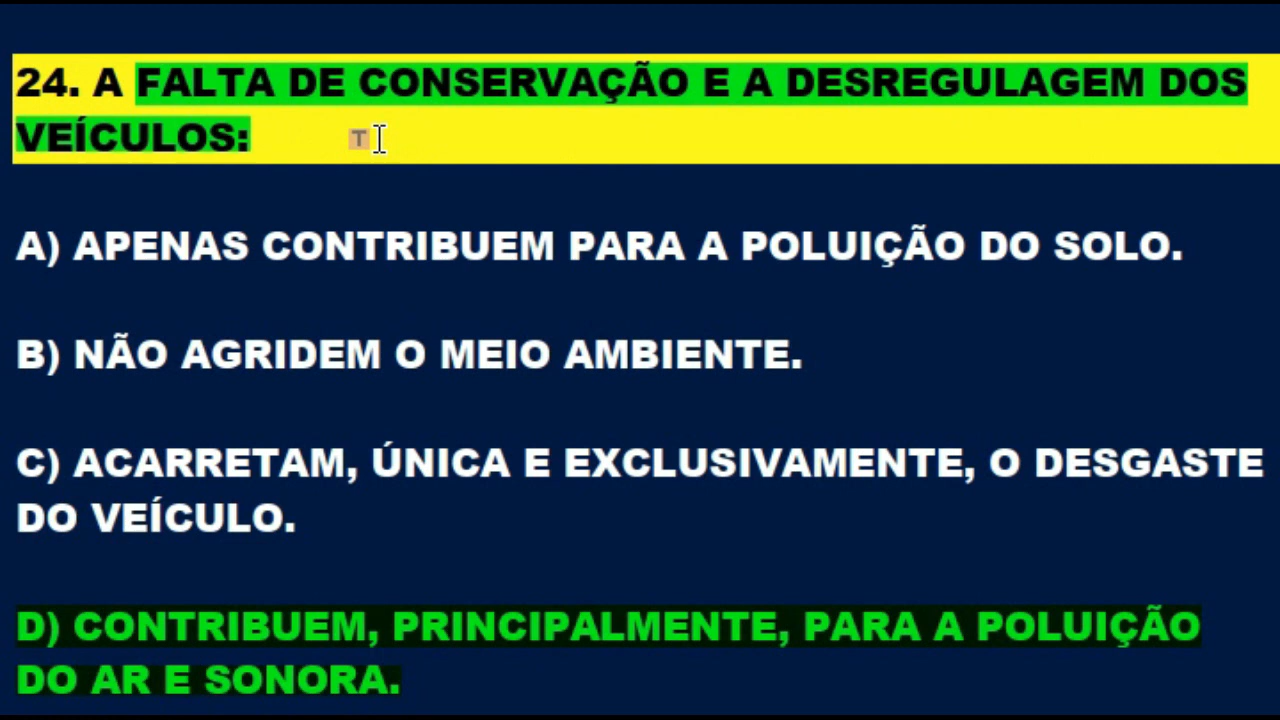 24. A FALTA DE CONSERVAÇÃO E A DESREGULAGEM DOS
VEÍCULOS:
T
A) APENAS CONTRIBUEM PARA A POLUIÇÃO DO SOLO.
B) NÃO AGRIDEM O MEIO AMBIENTE.
C) ACARRETAM, ÚNICA E EXCLUSIVAMENTE, O DESGASTE
DO VEÍCULO.
D) CONTRIBUEM, PRINCIPALMENTE, PARA A POLUIÇÃO
DO AR E SONORA.